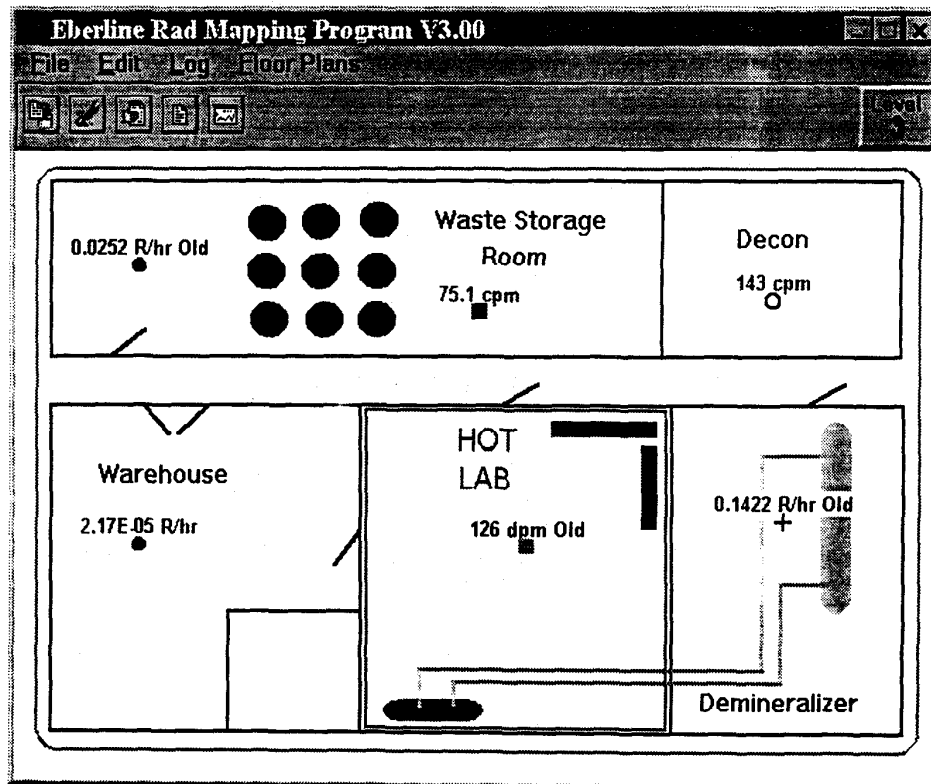 Eberline Rad Mapping Program V3.00
File Edit Log Floor Plans
Level
0.0252 R/hr Old
Waste Storage
Room
75.1 cpm
Decon
143 cpm
Warehouse
2.17E-05 R/hr
HOT
LAB
126 dpm Old
0.1422 R/hr Old
Demineralizer